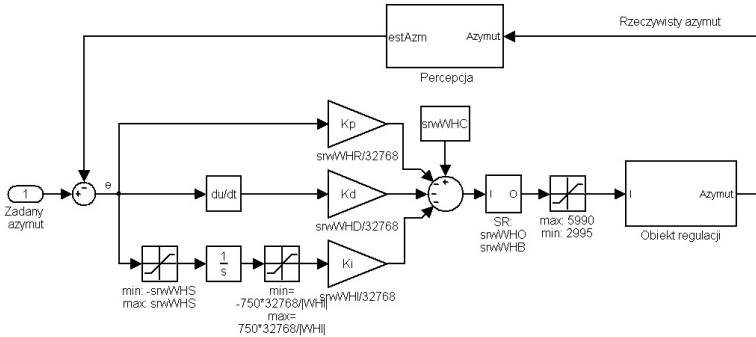 Rzeczywisty azymut
estAzm
Azymut
Percepcja
Kp
srwWHR/32768
srwWHC
1
Zadany
azymut
e
du/dt
Kd
srwWHD/32768
I
O
SR:
srwWHO
srwWHB
max: 5990
min: 2995
I
Azymut
Obiekt regulacji
min: -srwWHS
max: srwWHS
1
s
min=
-750*32768/|WHI|
max=
750*32768/|WHI|
Ki
srwWHI/32768